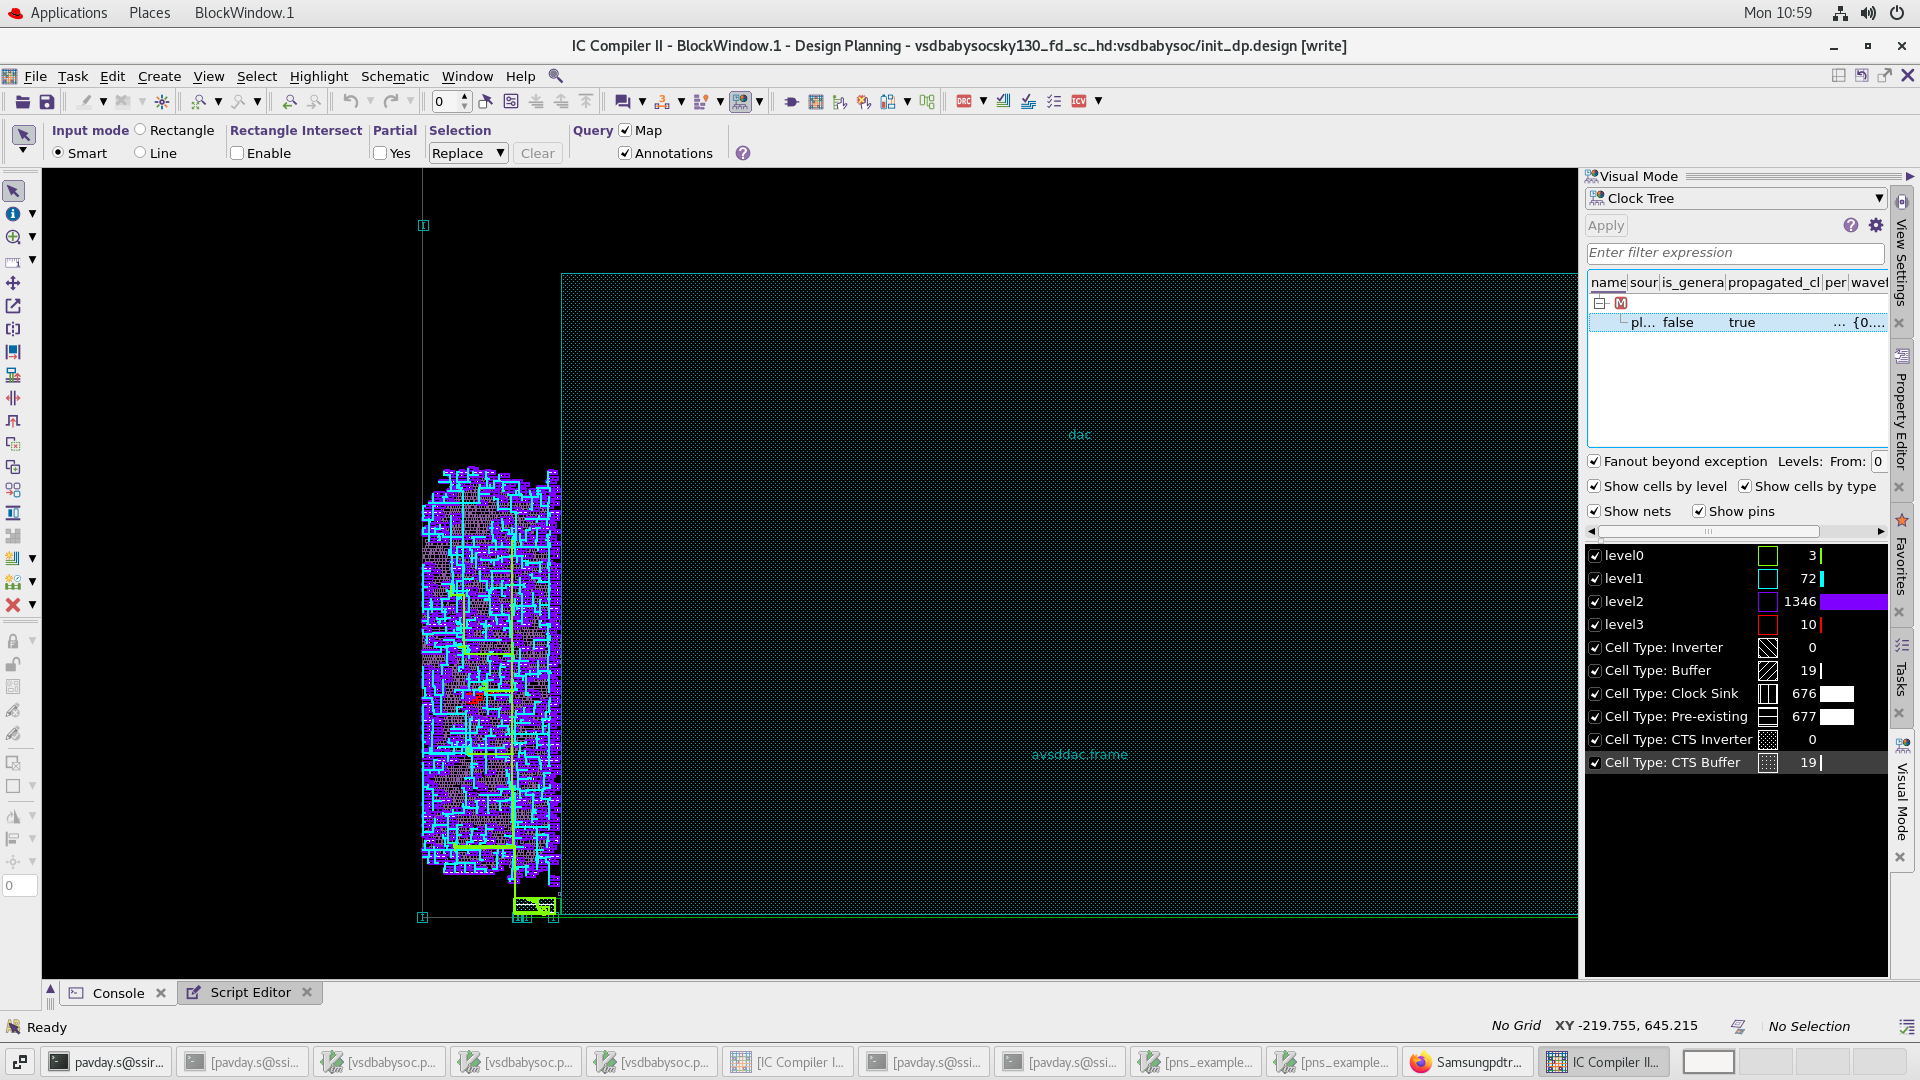 Applications Places BlockWindow.1 Mon 10:59
IC Compiler II - BlockWindow.1 - Design Planning - vsdbabysocsky130_fd_sc_hd:vsdbabysoc/init_dp.design [write]
File Task Edit Create View Select Highlight Schematic Window Help
0 DRC ICV
Input mode Rectangle Rectangle Intersect Partial Selection Query Map
Smart Line Enable Yes Replace Clear Annotations
Visual Mode
Clock Tree
Apply
Enter filter expression
name sour is_genera propagated_cl per wavef
M
pl... false true ... {0....
Fanout beyond exception Levels: From: 0
Show cells by level Show cells by type
Show nets Show pins
level0 3
level1 72
level2 1346
level3 10
Cell Type: Inverter 0
Cell Type: Buffer 19
Cell Type: Clock Sink 676
Cell Type: Pre-existing 677
Cell Type: CTS Inverter 0
Cell Type: CTS Buffer 19
View Settings
Property Editor
Favorites
Tasks
Visual Mode
dac
avsddac.frame
0
Console Script Editor
Ready No Grid XY -219.755, 645.215 No Selection
pavday.s@ssir... [pavday.s@ssi... [vsdbabysoc.p... [vsdbabysoc.p... [vsdbabysoc.p... [IC Compiler I... [pavday.s@ssi... [pavday.s@ssi... [pns_example... [pns_example... Samsungpdtr... IC Compiler II...